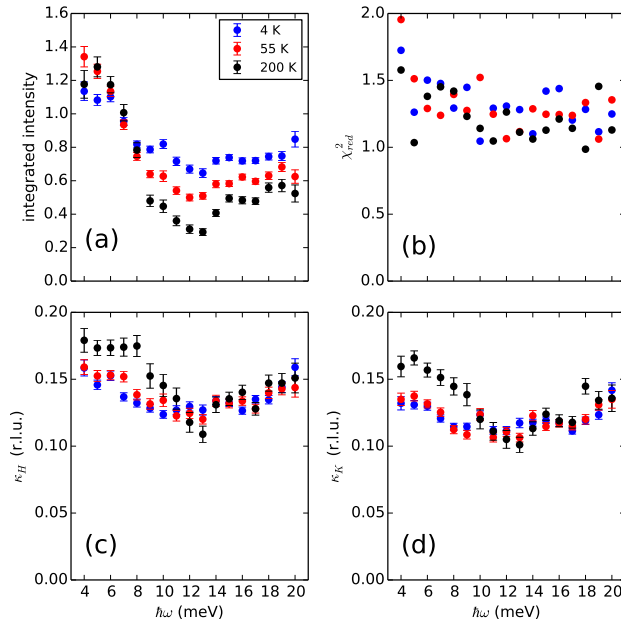 1.6
1.4
1.2
1.0
0.8
0.6
0.4
0.2
0.0
integrated intensity
4 K
55 K
200 K
(a)
2.0
1.5
1.0
0.5
0.0
χ²red
(b)
0.20
0.15
0.10
0.05
0.00
κH (r.l.u.)
(c)
4 6 8 10 12 14 16 18 20
ħω (meV)
0.20
0.15
0.10
0.05
0.00
κK (r.l.u.)
(d)
4 6 8 10 12 14 16 18 20
ħω (meV)